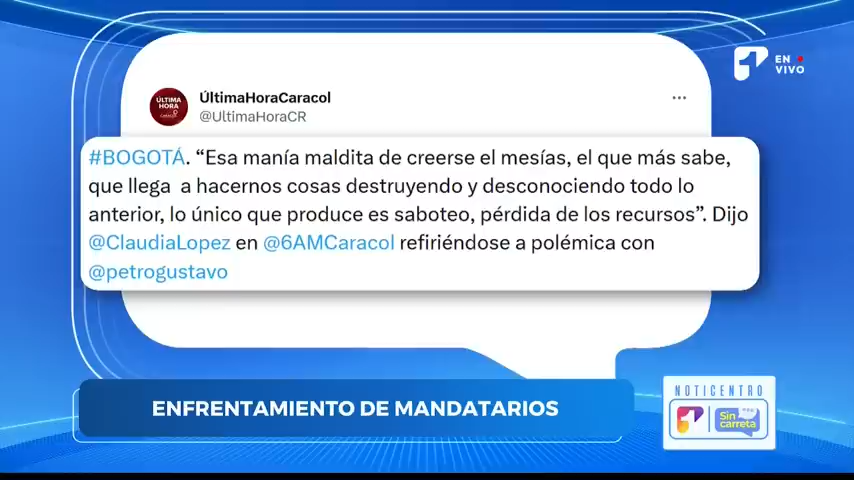 1
EN
VIVO
ÚLTIMA
HORA
ÚltimaHoraCaracol
@UltimaHoraCR
#BOGOTÁ. “Esa manía maldita de creerse el mesías, el que más sabe,
que llega a hacernos cosas destruyendo y desconociendo todo lo
anterior, lo único que produce es saboteo, pérdida de los recursos”. Dijo
@ClaudiaLopez en @6AMCaracol refiriéndose a polémica con
@petrogustavo
ENFRENTAMIENTO DE MANDATARIOS
NOTICENTRO
1
Sin
carreta